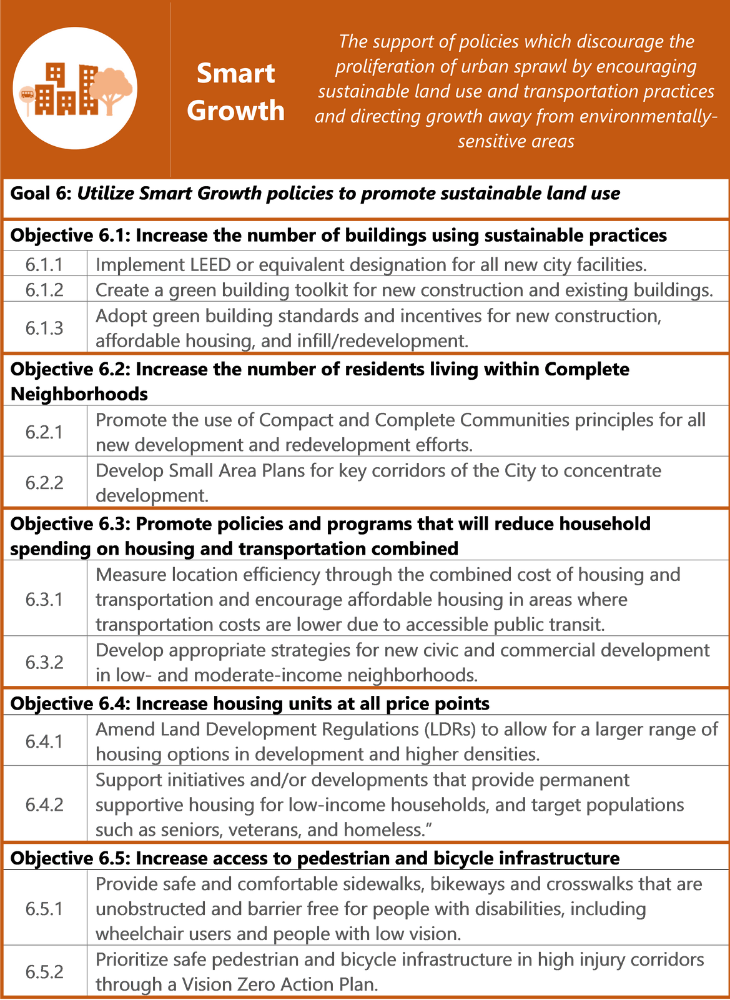 Smart
Growth
The support of policies which discourage the
proliferation of urban sprawl by encouraging
sustainable land use and transportation practices
and directing growth away from environmentally-
sensitive areas
Goal 6: Utilize Smart Growth policies to promote sustainable land use
Objective 6.1: Increase the number of buildings using sustainable practices
6.1.1 Implement LEED or equivalent designation for all new city facilities.
6.1.2 Create a green building toolkit for new construction and existing buildings.
6.1.3 Adopt green building standards and incentives for new construction,
affordable housing, and infill/redevelopment.
Objective 6.2: Increase the number of residents living within Complete
Neighborhoods
6.2.1 Promote the use of Compact and Complete Communities principles for all
new development and redevelopment efforts.
6.2.2 Develop Small Area Plans for key corridors of the City to concentrate
development.
Objective 6.3: Promote policies and programs that will reduce household
spending on housing and transportation combined
6.3.1 Measure location efficiency through the combined cost of housing and
transportation and encourage affordable housing in areas where
transportation costs are lower due to accessible public transit.
6.3.2 Develop appropriate strategies for new civic and commercial development
in low- and moderate-income neighborhoods.
Objective 6.4: Increase housing units at all price points
6.4.1 Amend Land Development Regulations (LDRs) to allow for a larger range of
housing options in development and higher densities.
6.4.2 Support initiatives and/or developments that provide permanent
supportive housing for low-income households, and target populations
such as seniors, veterans, and homeless.”
Objective 6.5: Increase access to pedestrian and bicycle infrastructure
6.5.1 Provide safe and comfortable sidewalks, bikeways and crosswalks that are
unobstructed and barrier free for people with disabilities, including
wheelchair users and people with low vision.
6.5.2 Prioritize safe pedestrian and bicycle infrastructure in high injury corridors
through a Vision Zero Action Plan.